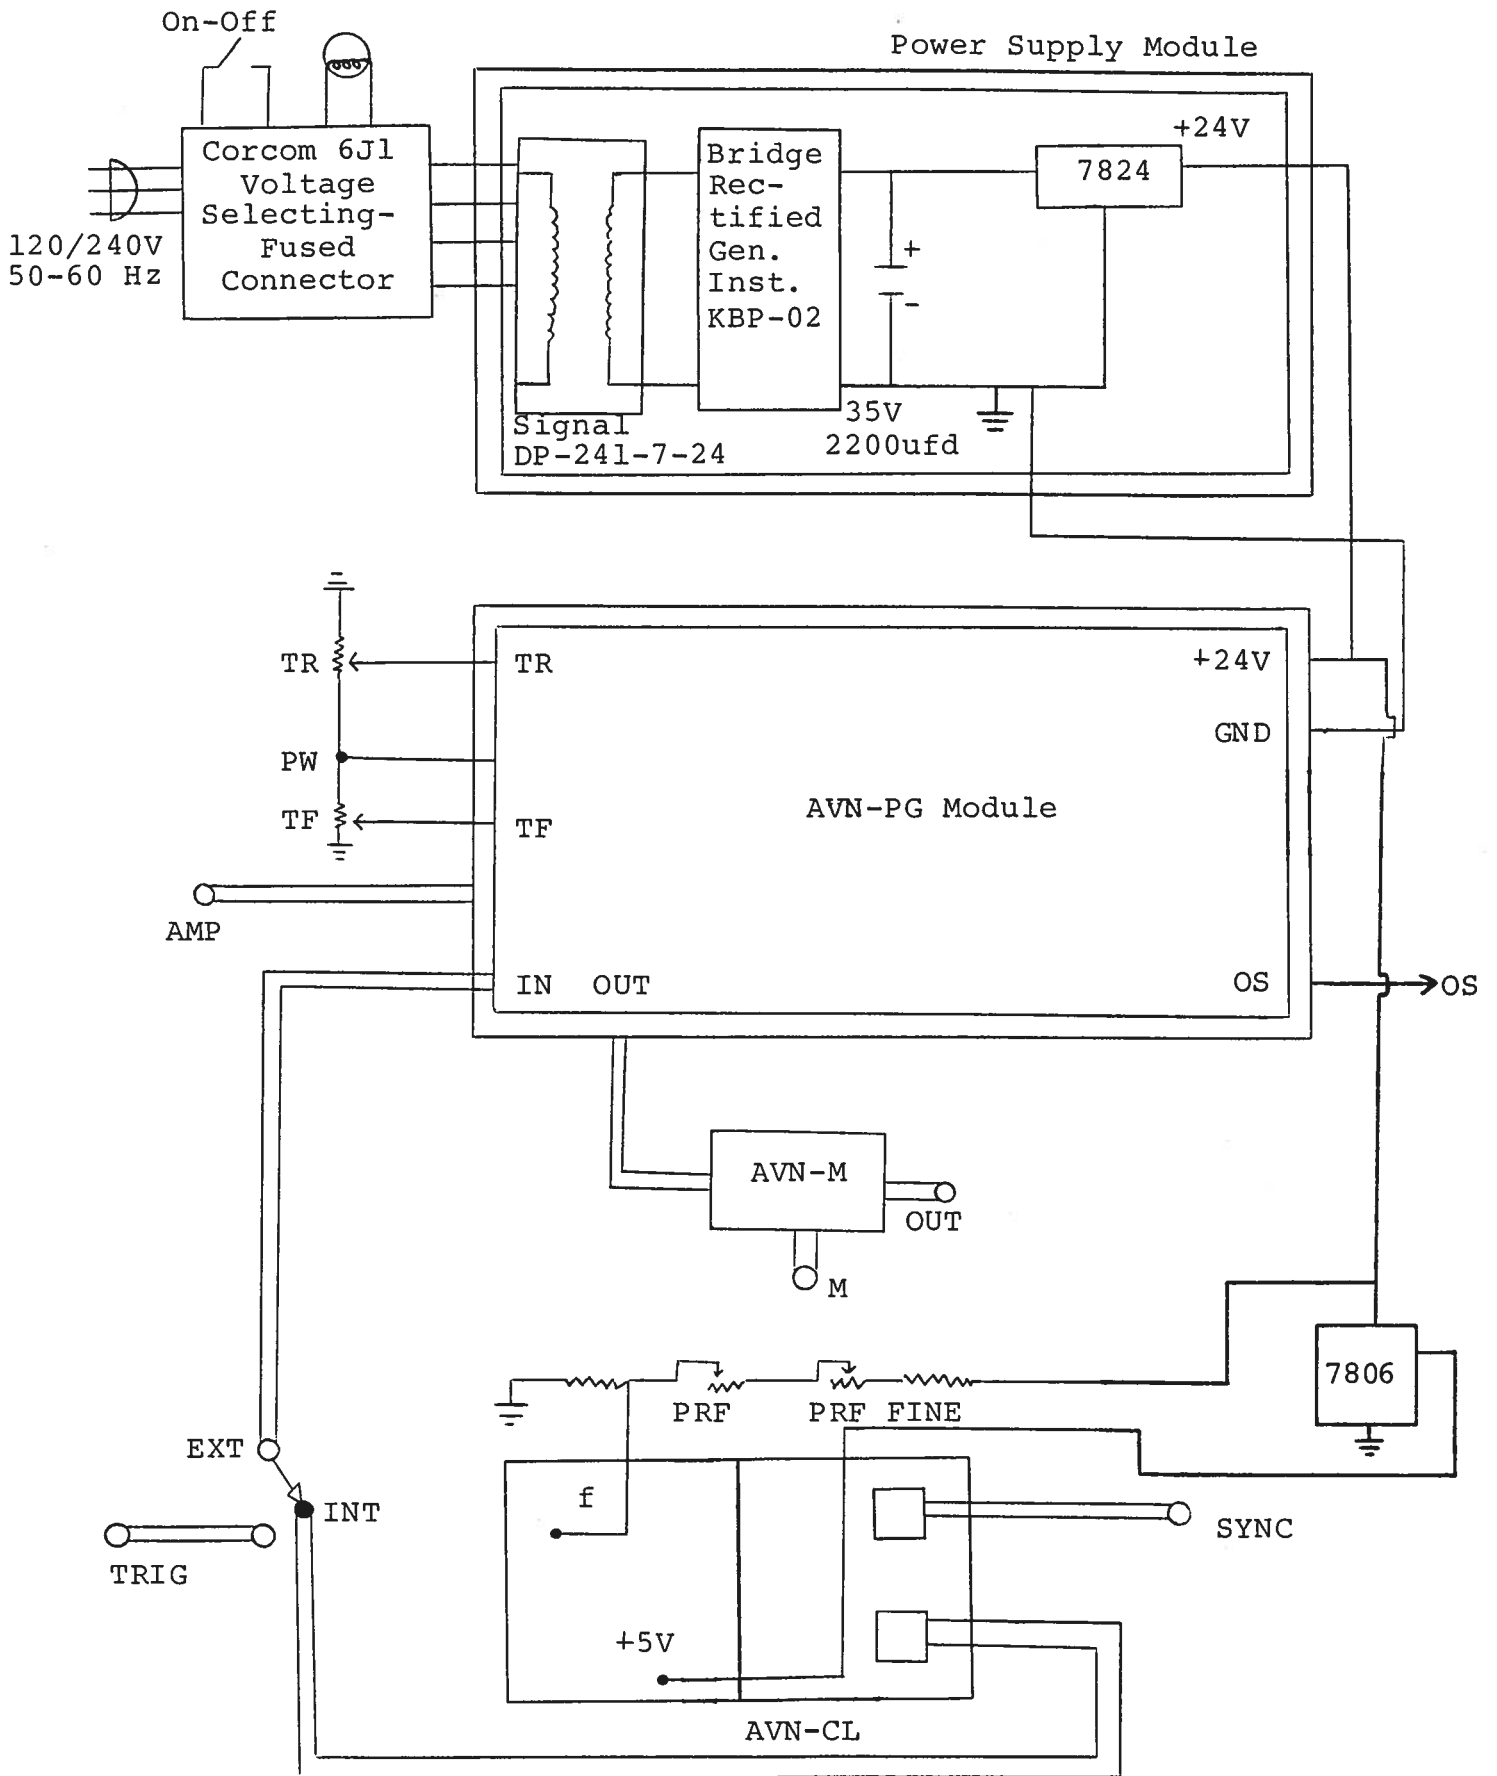 On-Off
Power Supply Module
+24V
Corcom 6J1
Voltage
Selecting-
Fused
Connector
120/240V
50-60 Hz
Bridge
Rec-
tified
Gen.
Inst.
KBP-02
7824
+
-
35V
2200ufd
Signal
DP-241-7-24
TR
TR
+24V
GND
PW
AVN-PG Module
TF
TF
AMP
IN OUT
OS
OS
AVN-M
OUT
M
7806
PRF
PRF FINE
EXT
INT
f
SYNC
TRIG
+5V
AVN-CL